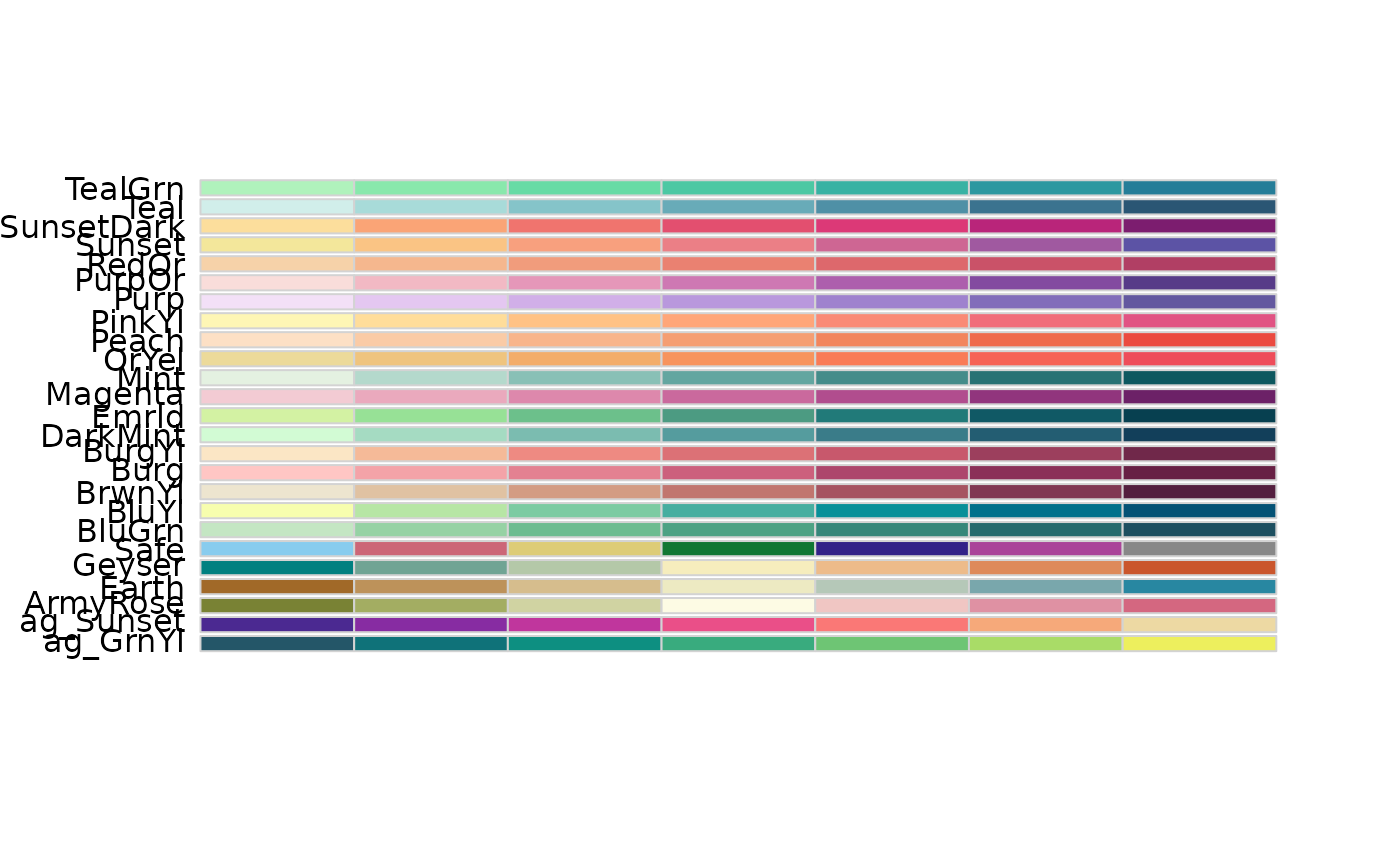 TealGrn
Teal
SunsetDark
Sunset
RedOr
PurpOr
Purp
PinkYl
Peach
OrYel
Mint
Magenta
Emrld
DarkMint
BurgYl
Burg
BrwnYl
BluYl
BluGrn
Safe
Geyser
Earth
ArmyRose
ag_Sunset
ag_GrnYl